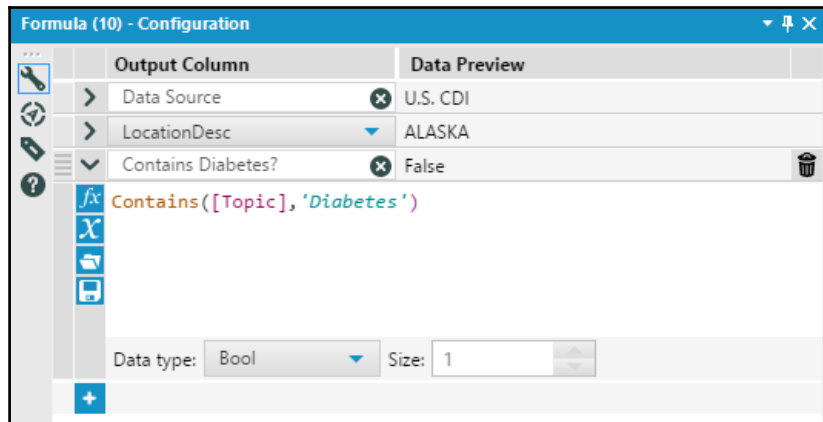 Formula (10) - Configuration
Output Column Data Preview
Data Source U.S. CDI
LocationDesc ALASKA
Contains Diabetes? False
fx Contains([Topic],'Diabetes')
X
Data type: Bool Size: 1